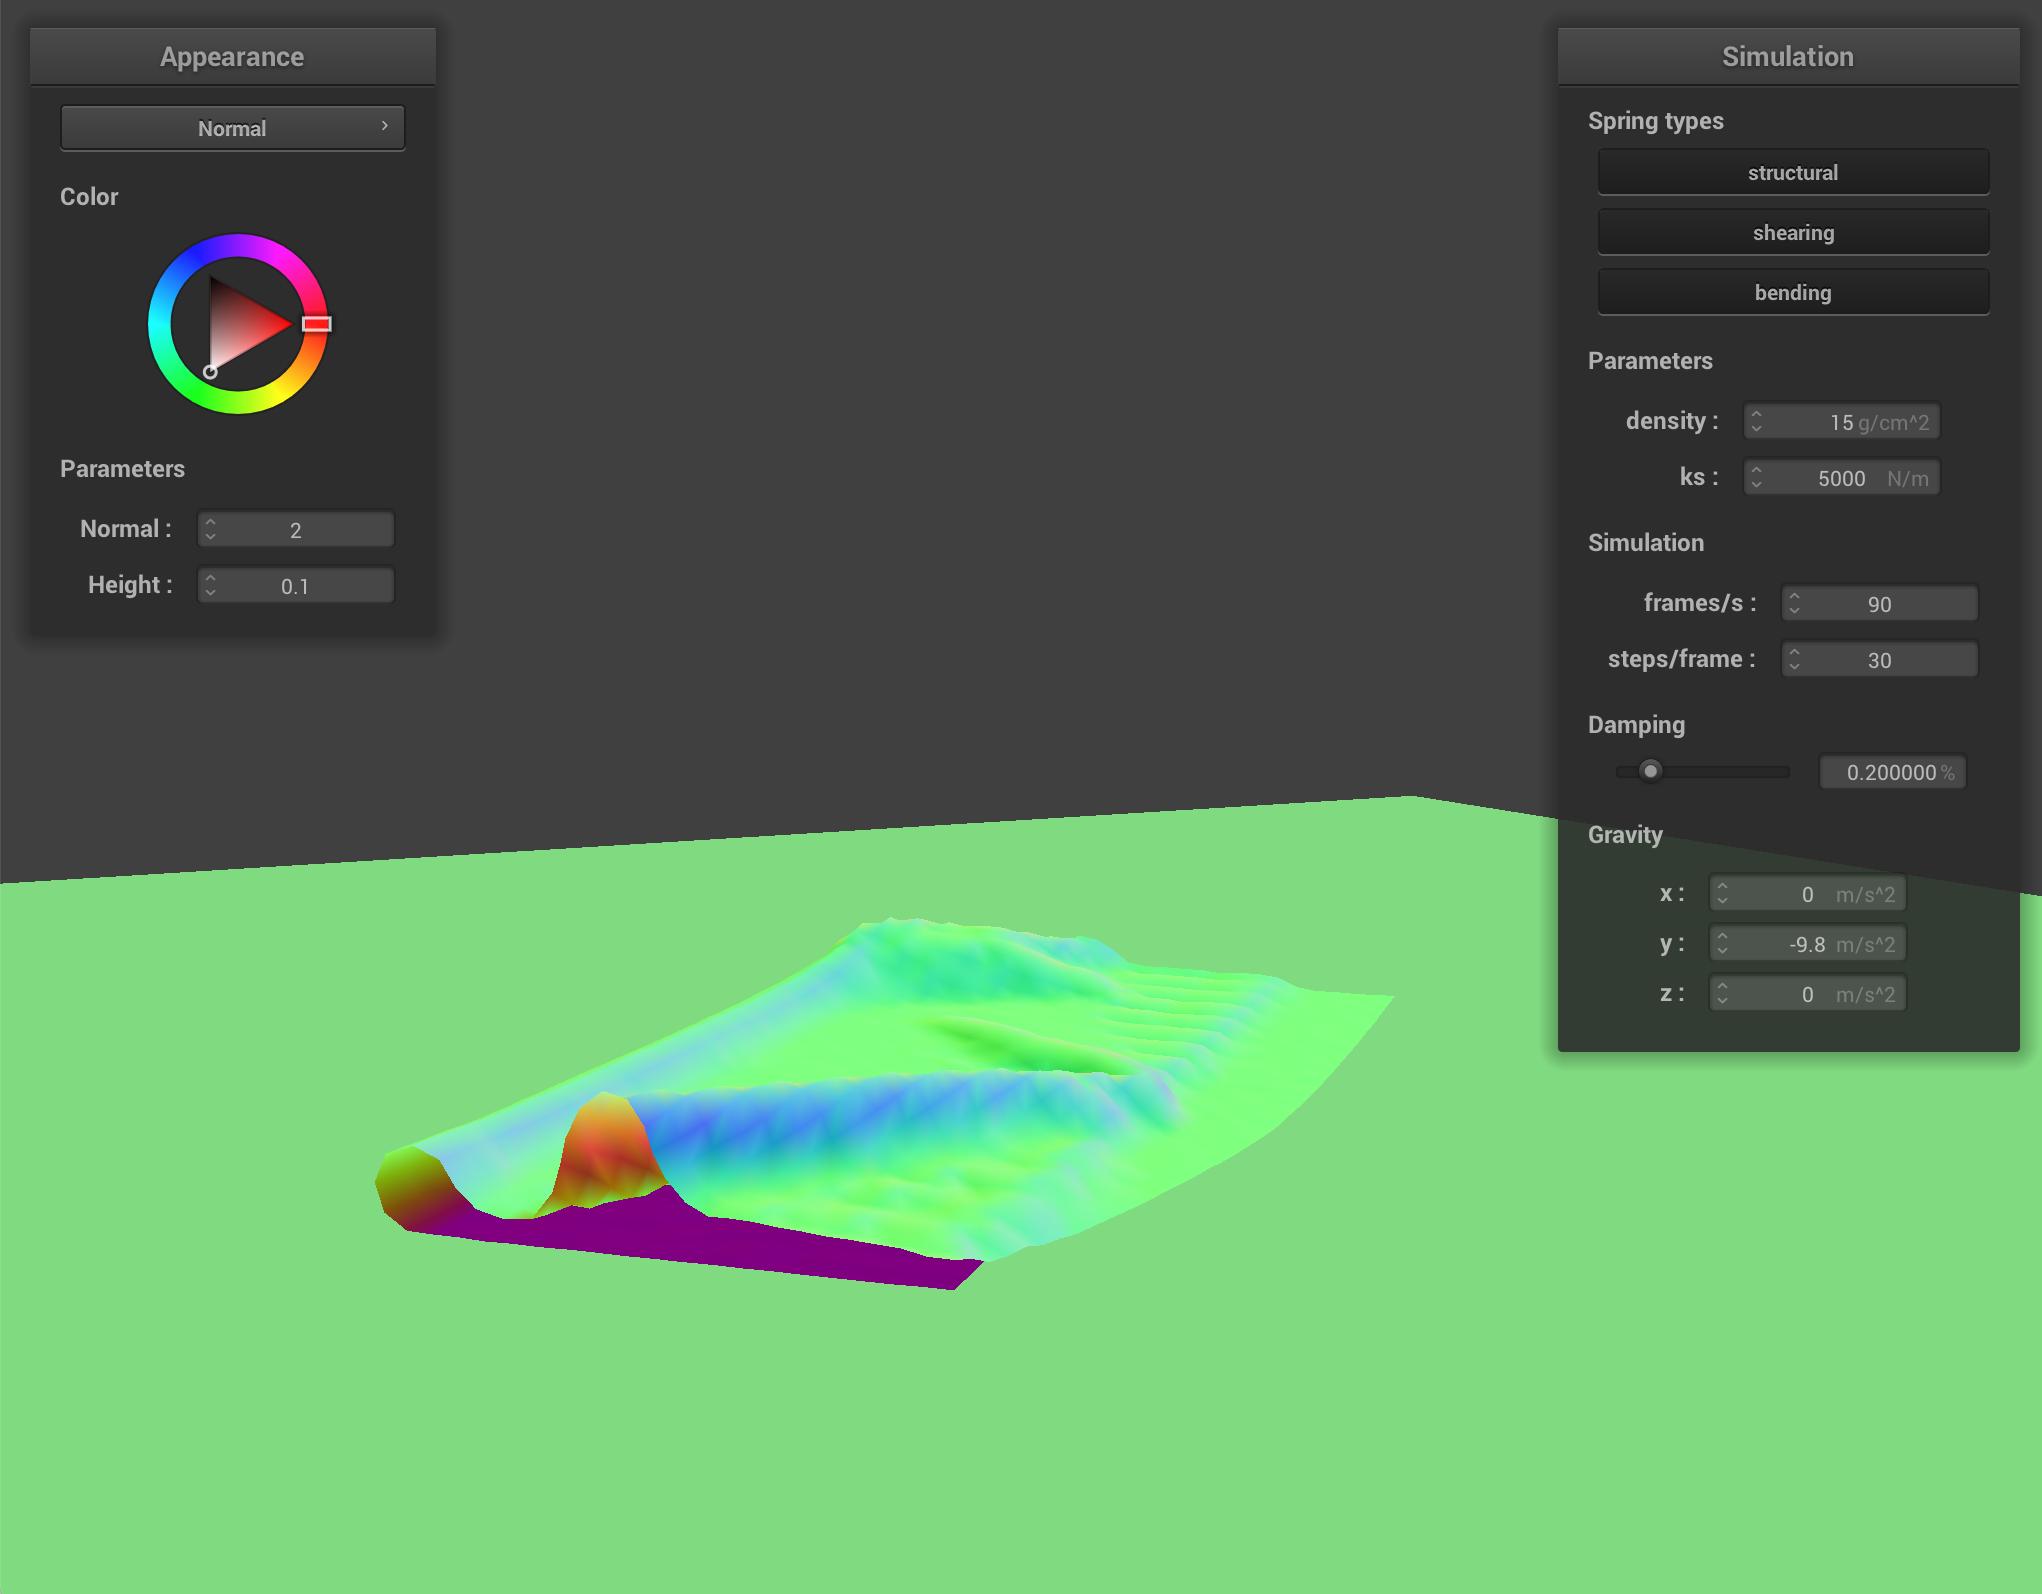 Appearance
Normal
Color
Parameters
Normal : 2
Height : 0.1
Simulation
Spring types
structural
shearing
bending
Parameters
density : 15 g/cm^2
ks : 5000 N/m
Simulation
frames/s : 90
steps/frame : 30
Damping
0.200000 %
Gravity
x : 0 m/s^2
y : -9.8 m/s^2
z : 0 m/s^2